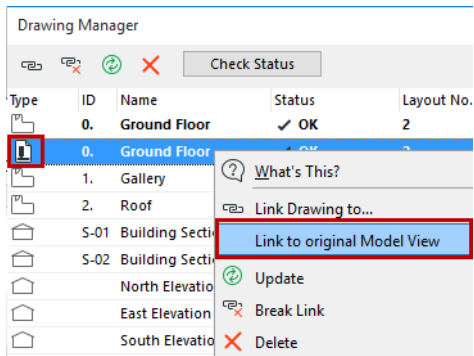 Drawing Manager
Check Status
Type ID Name Status Layout No.
0. Ground Floor ✓ OK 2
0. Ground Floor ✓ OK 2
1. Gallery
What's This?
2. Roof
Link Drawing to...
S-01 Building Secti
Link to original Model View
S-02 Building Secti
North Elevatio
Update
East Elevation
Break Link
South Elevatio
Delete